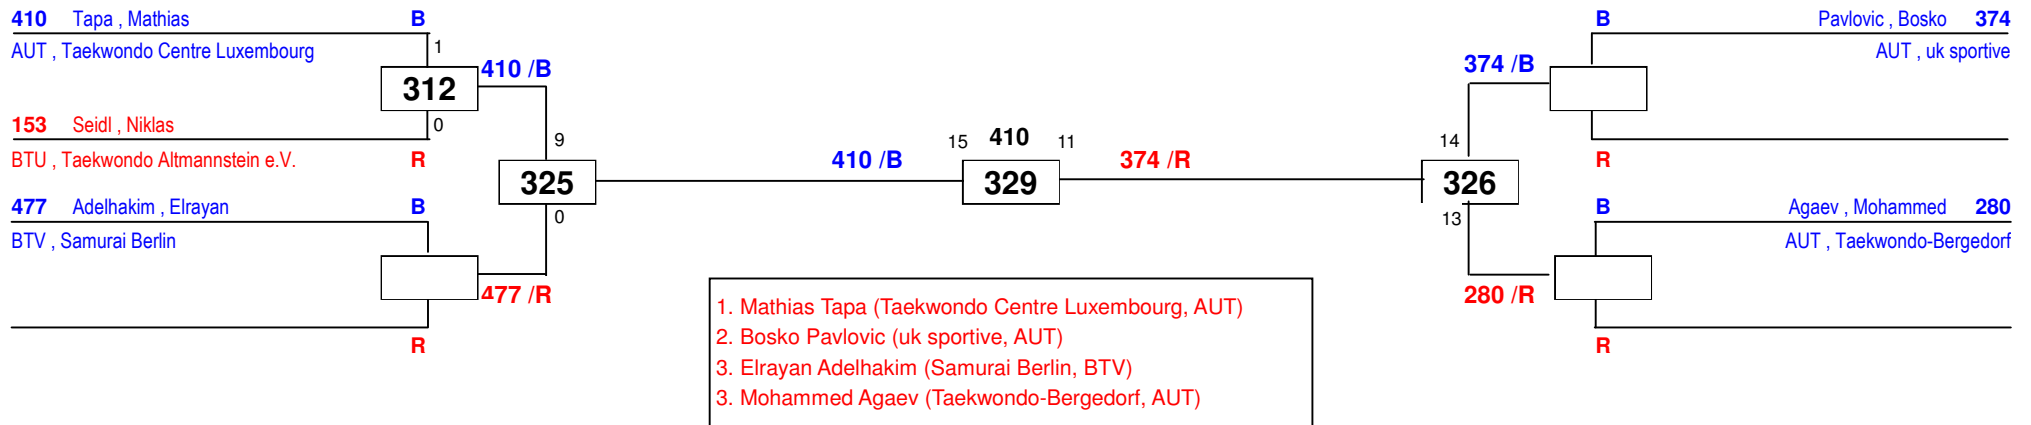 410 Tapa , Mathias B
AUT , Taekwondo Centre Luxembourg
1
312
410 /B
0
153 Seidl , Niklas
BTU , Taekwondo Altmannstein e.V. R
477 Adelhakim , Elrayan B
BTV , Samurai Berlin
477 /R
R
9
325
0
410 /B
15 410 11
329
374 /R
14
326
13
374 /B
280 /R
B Pavlovic , Bosko 374
AUT , uk sportive
R
B Agaev , Mohammed 280
AUT , Taekwondo-Bergedorf
R
1. Mathias Tapa (Taekwondo Centre Luxembourg, AUT)
2. Bosko Pavlovic (uk sportive, AUT)
3. Elrayan Adelhakim (Samurai Berlin, BTV)
3. Mohammed Agaev (Taekwondo-Bergedorf, AUT)